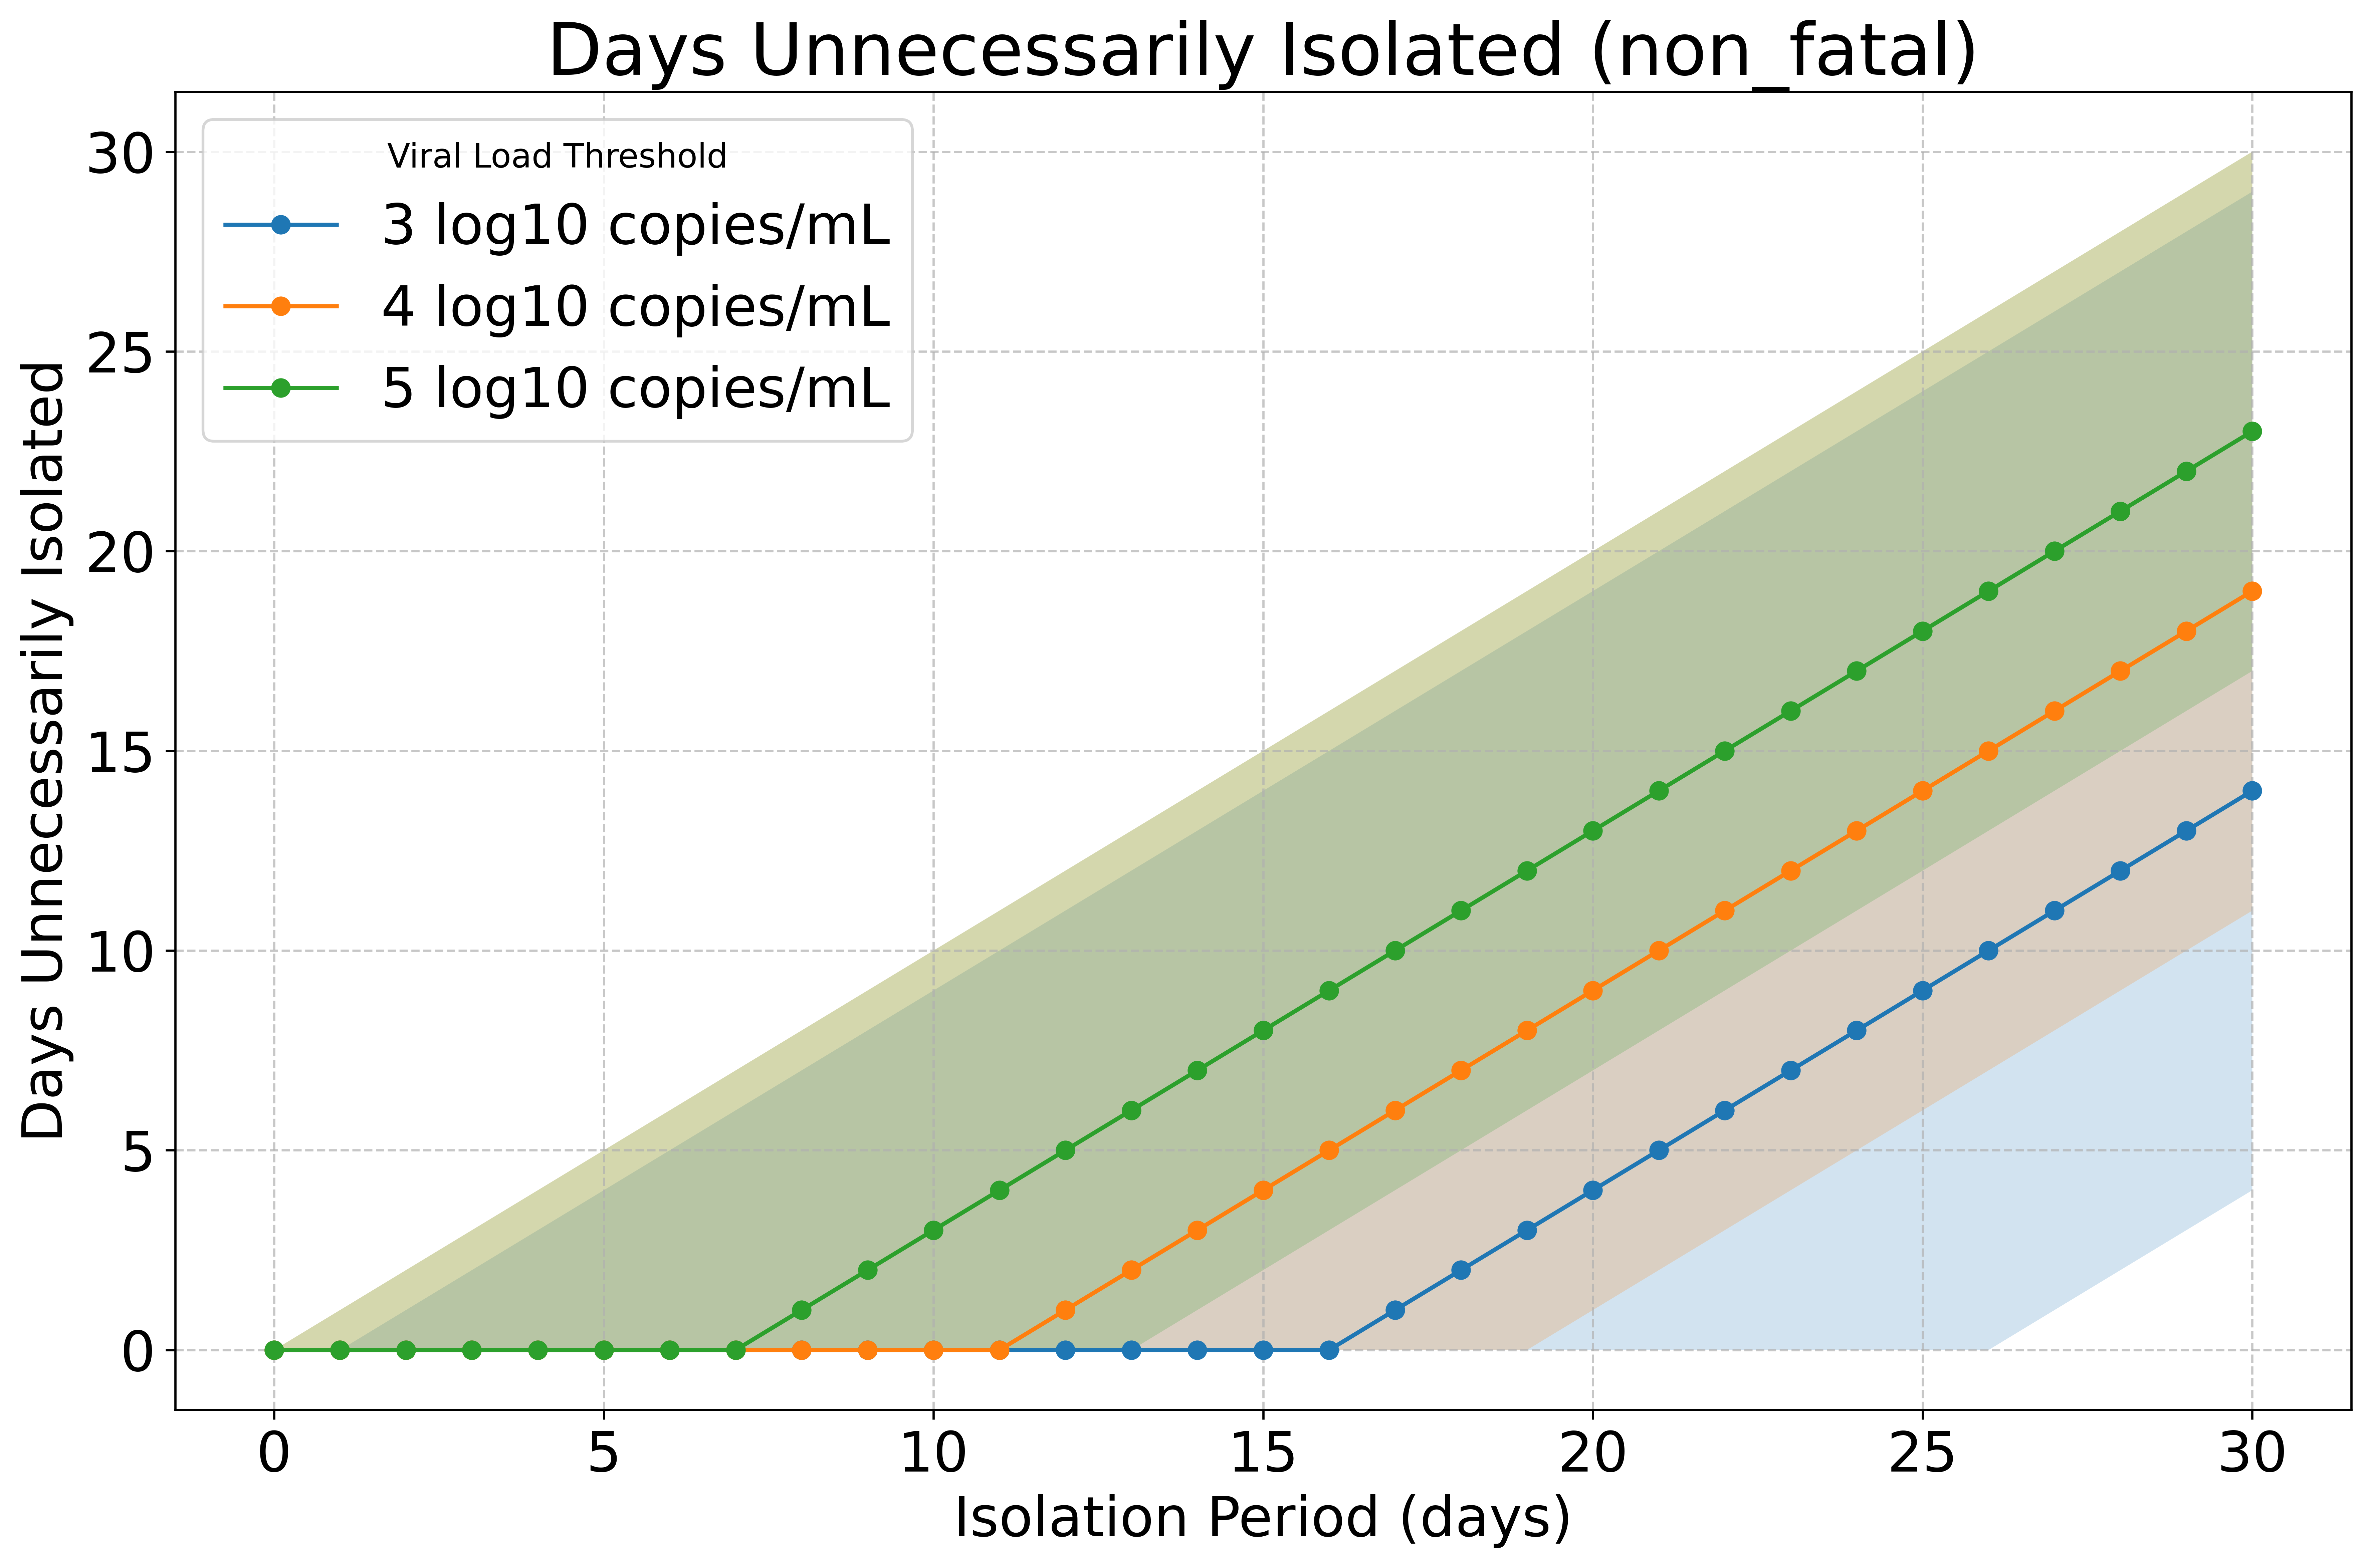 Days Unnecessarily Isolated (non_fatal)
Viral Load Threshold
3 log10 copies/mL
4 log10 copies/mL
5 log10 copies/mL
Days Unnecessarily Isolated
30
25
20
15
10
5
0
0 5 10 15 20 25 30
Isolation Period (days)